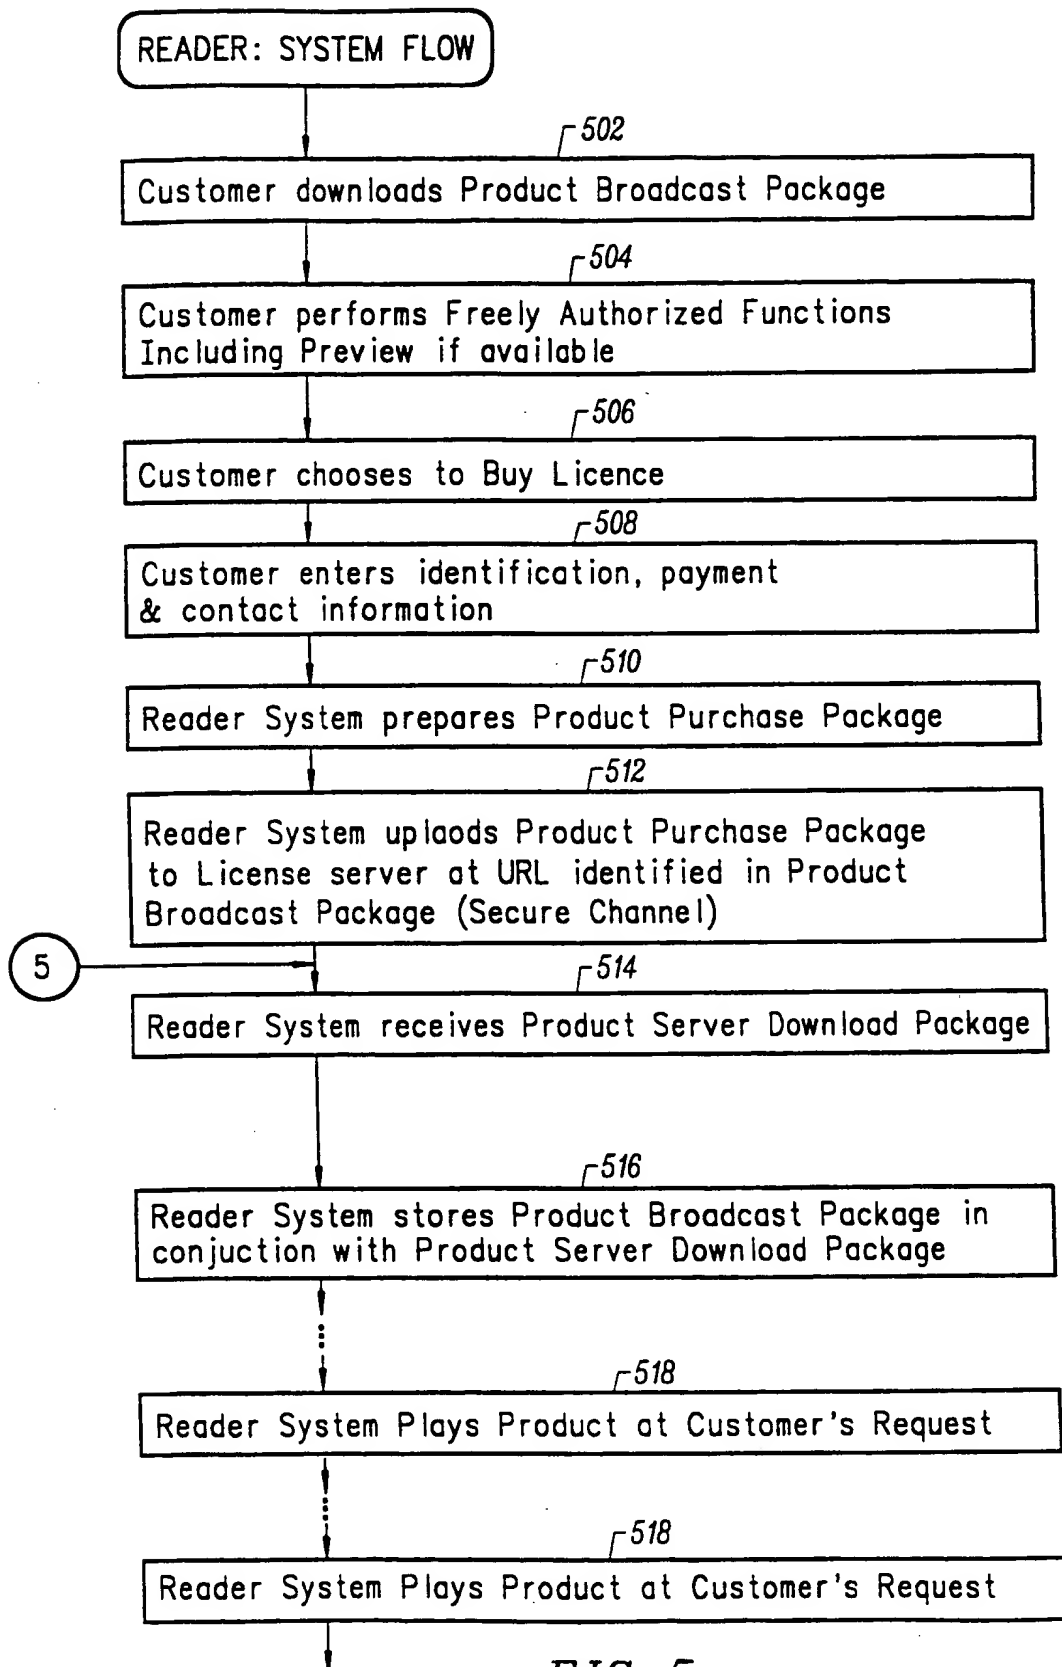 READER: SYSTEM FLOW
502
Customer downloads Product Broadcast Package
504
Customer performs Freely Authorized Functions
Including Preview if available
506
Customer chooses to Buy Licence
508
Customer enters identification, payment
& contact information
510
Reader System prepares Product Purchase Package
512
Reader System uplaods Product Purchase Package
to License server at URL identified in Product
Broadcast Package (Secure Channel)
5
514
Reader System receives Product Server Download Package
516
Reader System stores Product Broadcast Package in
conjuction with Product Server Download Package
518
Reader System Plays Product at Customer's Request
518
Reader System Plays Product at Customer's Request
FIG. 5